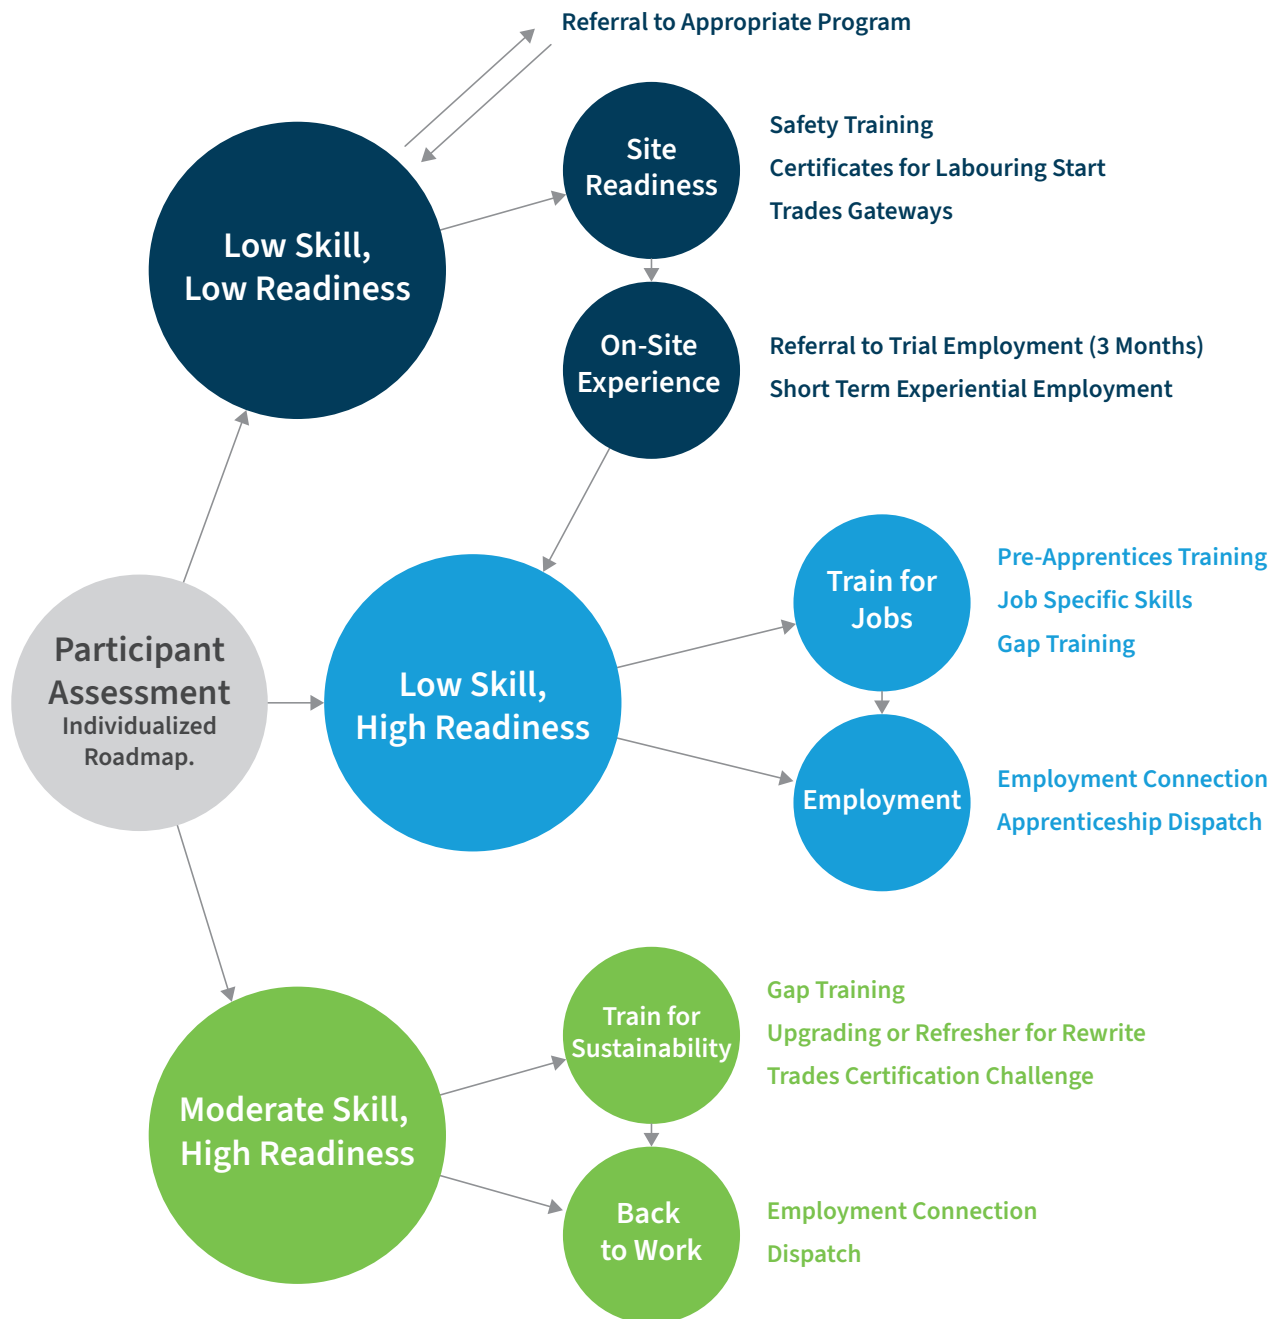 Referral to Appropriate Program
Site
Readiness
Safety Training
Certificates for Labouring Start
Trades Gateways
Low Skill,
Low Readiness
On-Site
Experience
Referral to Trial Employment (3 Months)
Short Term Experiential Employment
Participant
Assessment
Individualized
Roadmap.
Low Skill,
High Readiness
Train for
Jobs
Pre-Apprentices Training
Job Specific Skills
Gap Training
Employment
Employment Connection
Apprenticeship Dispatch
Moderate Skill,
High Readiness
Train for
Sustainability
Gap Training
Upgrading or Refresher for Rewrite
Trades Certification Challenge
Back
to Work
Employment Connection
Dispatch